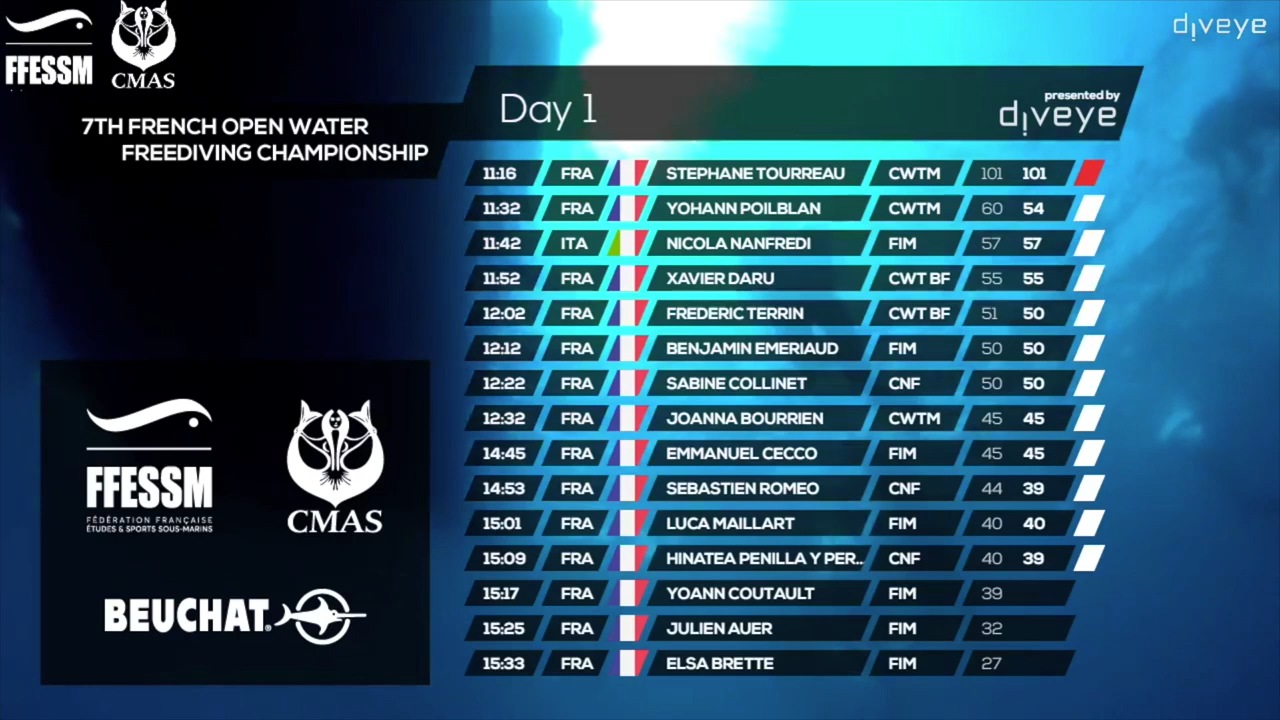 FFESSM
CMAS
diveye
7TH FRENCH OPEN WATER
FREEDIVING CHAMPIONSHIP
Day 1
presented by
diveye
11:16 FRA STEPHANE TOURREAU CWTM 101 101
11:32 FRA YOHANN POILBLAN CWTM 60 54
11:42 ITA NICOLA NANFREDI FIM 57 57
11:52 FRA XAVIER DARU CWT BF 55 55
12:02 FRA FREDERIC TERRIN CWT BF 51 50
12:12 FRA BENJAMIN EMERIAUD FIM 50 50
12:22 FRA SABINE COLLINET CNF 50 50
12:32 FRA JOANNA BOURRIEN CWTM 45 45
14:45 FRA EMMANUEL CECCO FIM 45 45
14:53 FRA SEBASTIEN ROMEO CNF 44 39
15:01 FRA LUCA MAILLART FIM 40 40
15:09 FRA HINATEA PENILLA Y PER... CNF 40 39
15:17 FRA YOANN COUTAULT FIM 39
15:25 FRA JULIEN AUER FIM 32
15:33 FRA ELSA BRETTE FIM 27
FFESSM
FÉDÉRATION FRANÇAISE
ÉTUDES & SPORTS SOUS-MARINS
CMAS
BEUCHAT®